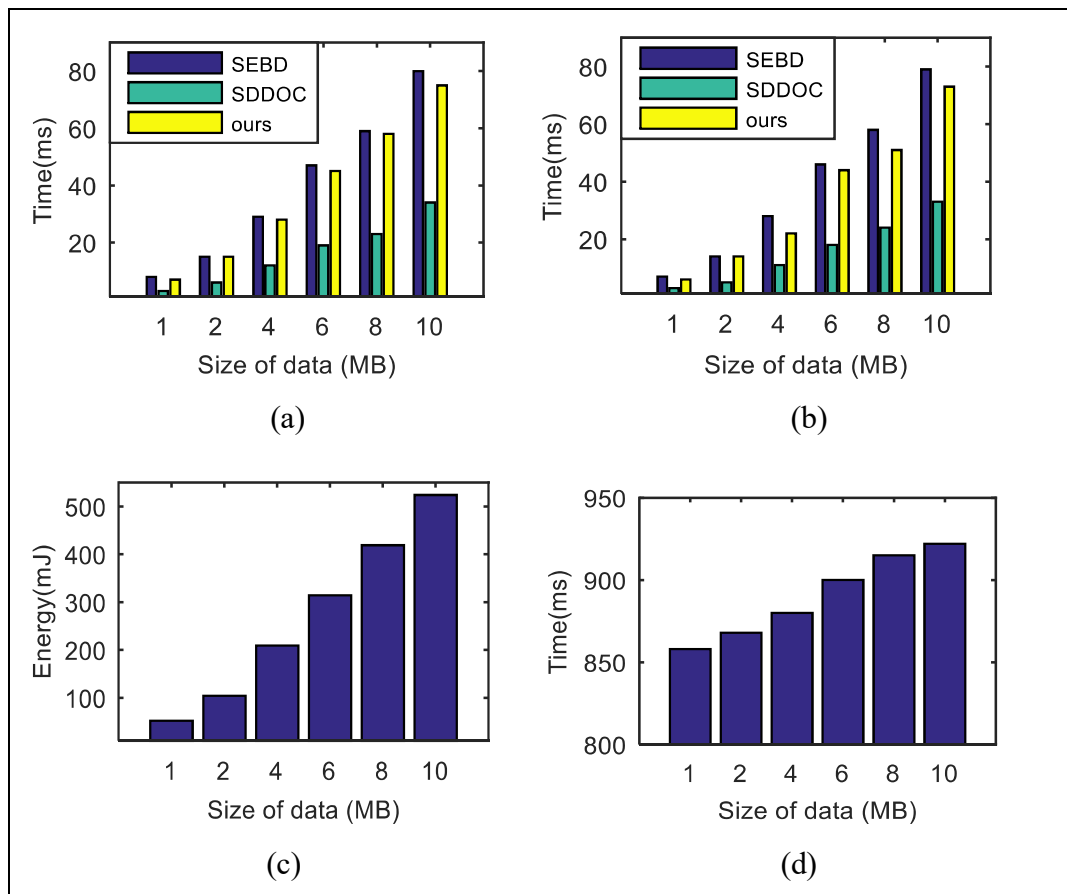 SEBD
SDDOC
ours
80
60
40
20
Time(ms)
1 2 4 6 8 10
Size of data (MB)
(a)
SEBD
SDDOC
ours
80
60
40
20
Time(ms)
1 2 4 6 8 10
Size of data (MB)
(b)
500
400
300
200
100
Energy(mJ)
1 2 4 6 8 10
Size of data (MB)
(c)
950
900
850
800
Time(ms)
1 2 4 6 8 10
Size of data (MB)
(d)